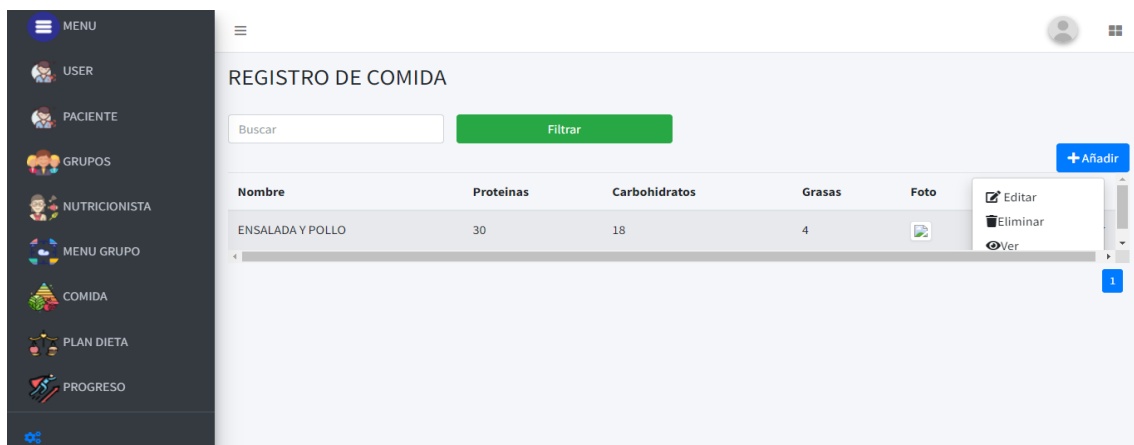 MENU
USER
PACIENTE
GRUPOS
NUTRICIONISTA
MENU GRUPO
COMIDA
PLAN DIETA
PROGRESO
REGISTRO DE COMIDA
Buscar Filtrar
Añadir
Nombre Proteinas Carbohidratos Grasas Foto
ENSALADA Y POLLO 30 18 4
Editar
Eliminar
Ver
1